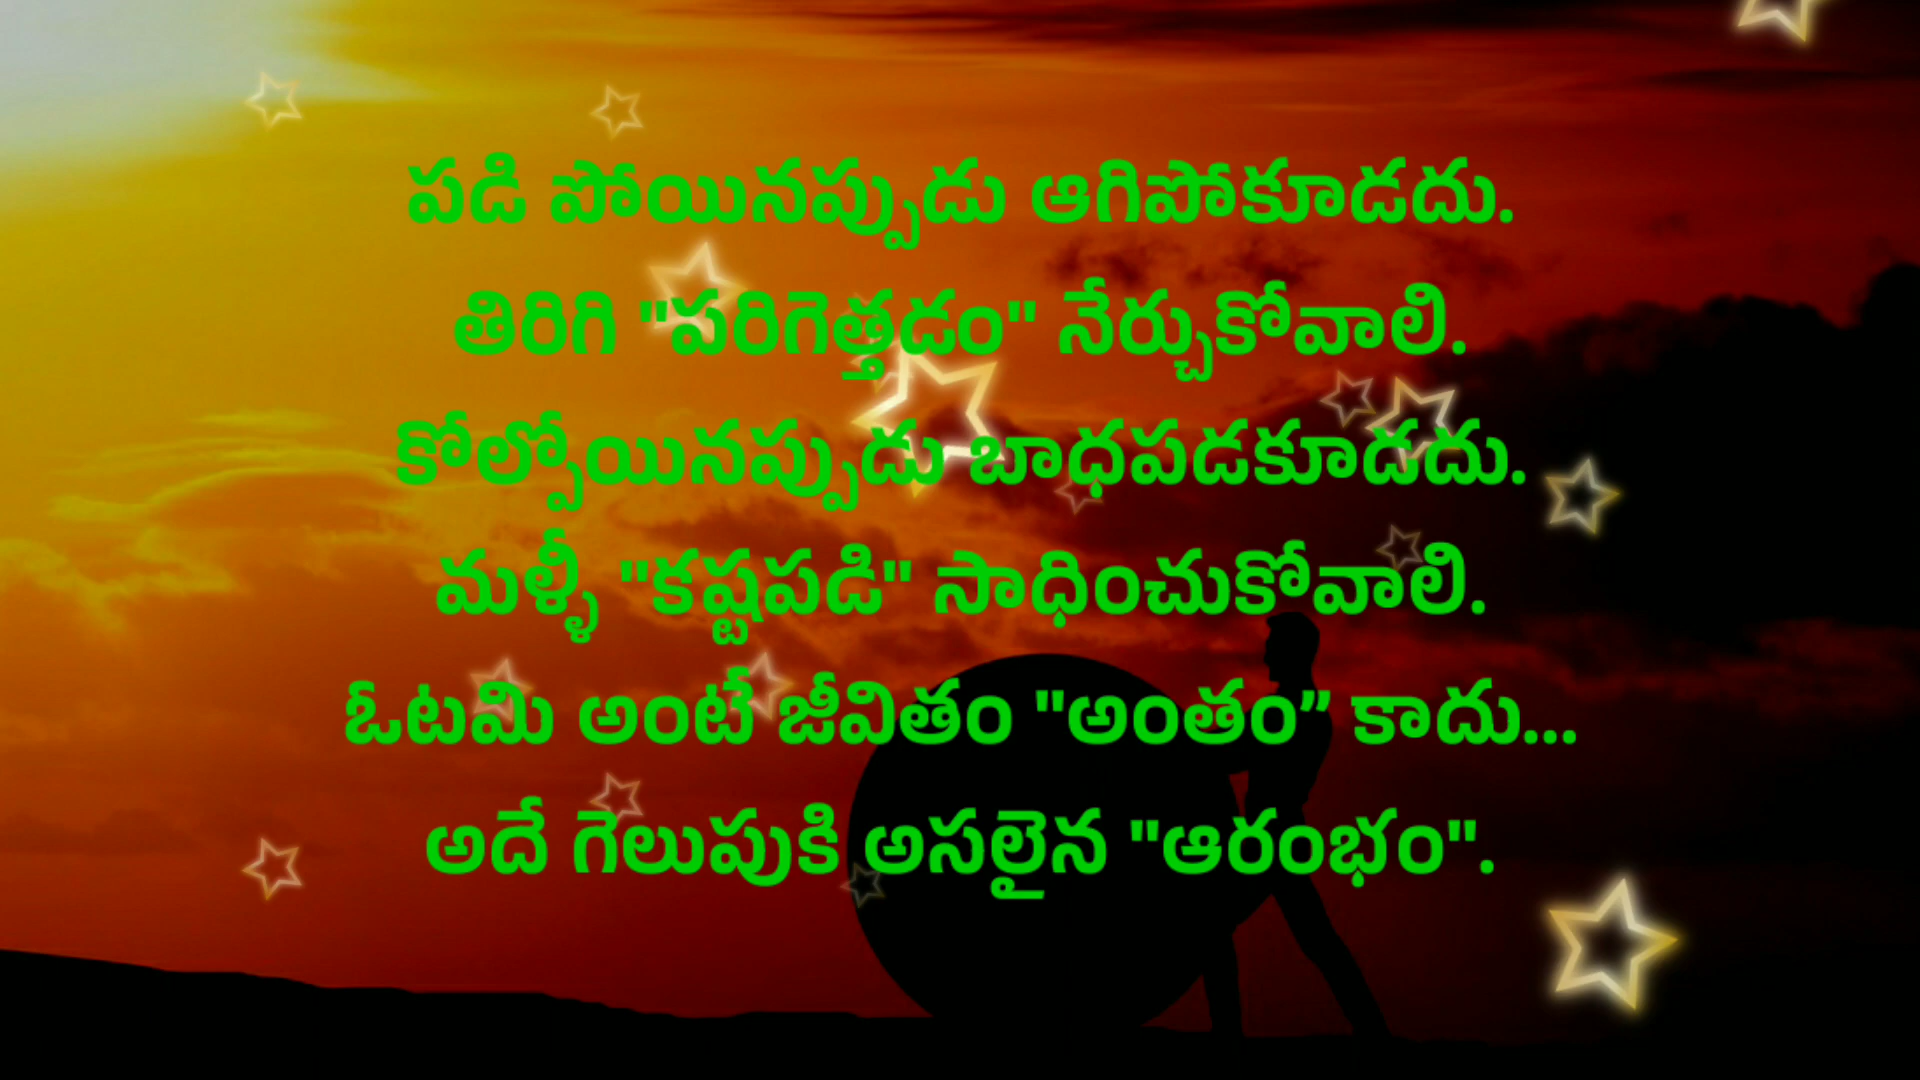 పడి పోయినప్పుడు ఆగిపోకూడదు.
తిరిగి "పరిగెత్తడం" నేర్చుకోవాలి.
కోల్పోయినప్పుడు బాధపడకూడదు.
మళ్ళీ "కష్టపడి" సాధించుకోవాలి.
ఓటమి అంటే జీవితం "అంతం” కాదు...
అదే గెలుపుకి అసలైన "ఆరంభం".